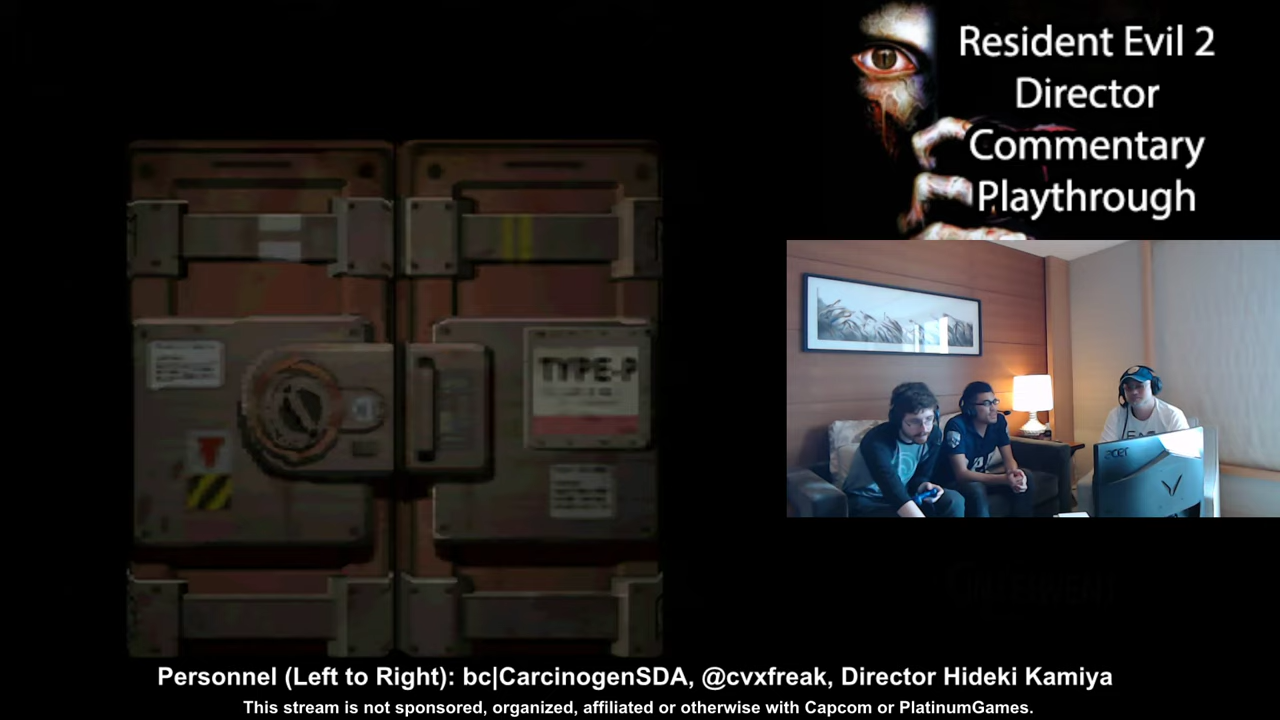 Resident Evil 2
Director
Commentary
Playthrough
TYPE-P
acer
Personnel (Left to Right): bc|CarcinogenSDA, @cvxfreak, Director Hideki Kamiya
This stream is not sponsored, organized, affiliated or otherwise with Capcom or PlatinumGames.